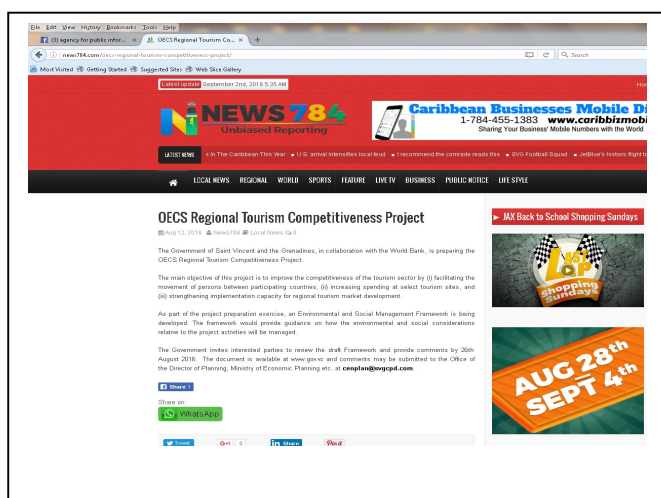 File Edit View History Bookmarks Tools Help
(3) agency for public infor... × OECS Regional Tourism Co... × +
news784.com/oecs-regional-tourism-competitiveness-project/ Search
Most Visited Getting Started Suggested Sites Web Slice Gallery
Latest update September 2nd, 2016 5:35 AM
NEWS 784
Unbiased Reporting
Caribbean Businesses Mobile Di
1-784-455-1383 www.caribbizmobi
Sharing Your Business' Mobile Numbers with the World
LATEST NEWS s In The Caribbean This Year U.S. arrival intensifies local feud I recommend the comrade reads this SVG Football Squad JetBlue's historic flight to
LOCAL NEWS REGIONAL WORLD SPORTS FEATURE LIVE TV BUSINESS PUBLIC NOTICE LIFE STYLE
OECS Regional Tourism Competitiveness Project
Aug 12, 2016 News784 Local News 0
The Government of Saint Vincent and the Grenadines, in collaboration with the World Bank, is preparing the
OECS Regional Tourism Competitiveness Project.
The main objective of this project is to improve the competitiveness of the tourism sector by (i) facilitating the
movement of persons between participating countries; (ii) increasing spending at select tourism sites, and
(iii) strengthening implementation capacity for regional tourism market development.
As part of the project preparation exercise, an Environmental and Social Management Framework is being
developed. The framework would provide guidance on how the environmental and social considerations
relative to the project activities will be managed.
The Government invites interested parties to review the draft Framework and provide comments by 26th
August 2016. The document is available at www.gov.vc and comments may be submitted to the Office of
the Director of Planning, Ministry of Economic Planning etc. at cenplan@svgcpd.com.
Share 1
Share on:
WhatsApp
Tweet G+1 0 in Share Pin it
► JAX Back to School Shopping Sundays
LAST LAP
Shopping
Sundays
AUG 28th
SEPT 4th